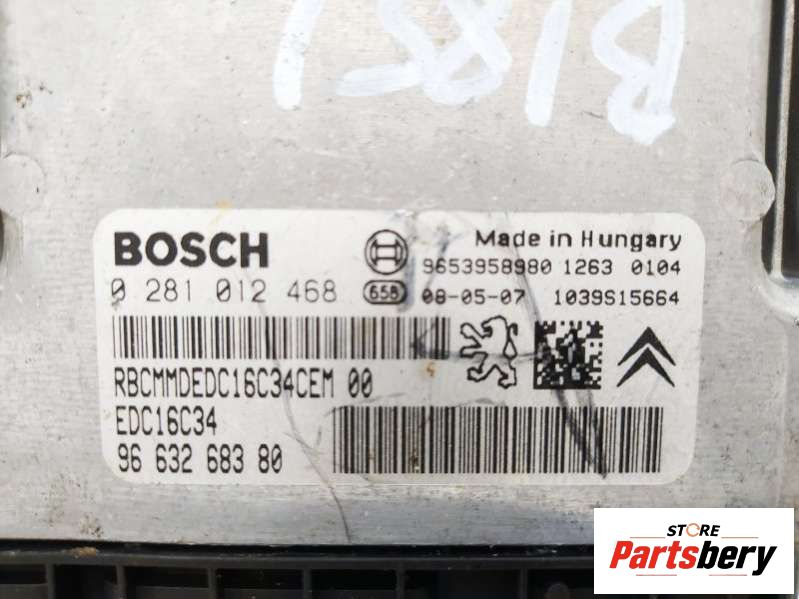 B1851
BOSCH
Made in Hungary
9653958980 1263 0104
0 281 012 468
658
08-05-07 1039S15664
RBCMMDEDC16C34CEM 00
EDC16C34
96 632 683 80
STORE
Partsbery